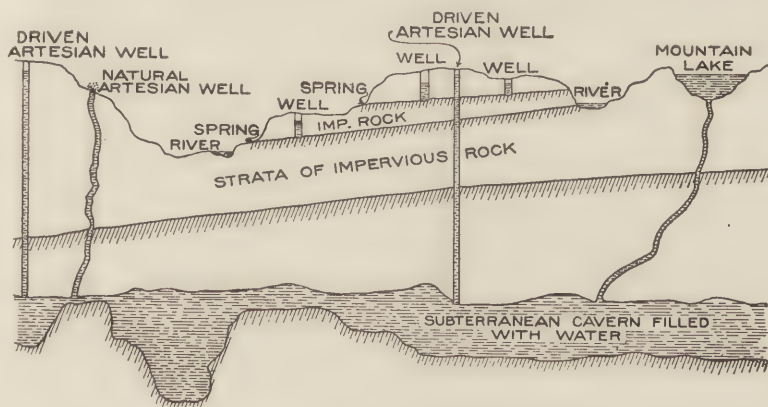 DRIVEN
ARTESIAN WELL
DRIVEN
ARTESIAN WELL
MOUNTAIN
LAKE
NATURAL
ARTESIAN WELL
WELL
WELL
SPRING
WELL
RIVER
SPRING
RIVER
IMP. ROCK
STRATA OF IMPERVIOUS ROCK
SUBTERRANEAN CAVERN FILLED
WITH WATER